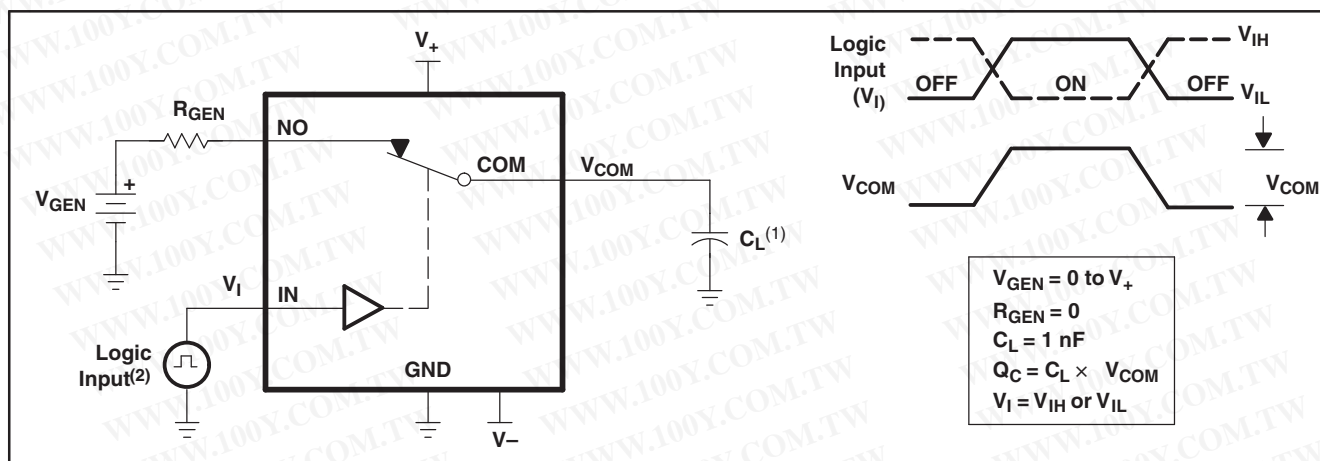 V+
RGEN
NO
COM
VCOM
VGEN
+
CL(1)
VI
IN
Logic
Input(2)
GND
V–
Logic
Input
(VI)
OFF
ON
OFF
VIH
VIL
VCOM
VCOM
VGEN = 0 to V+
RGEN = 0
CL = 1 nF
QC = CL × VCOM
VI = VIH or VIL
WWW.100Y.COM.TW